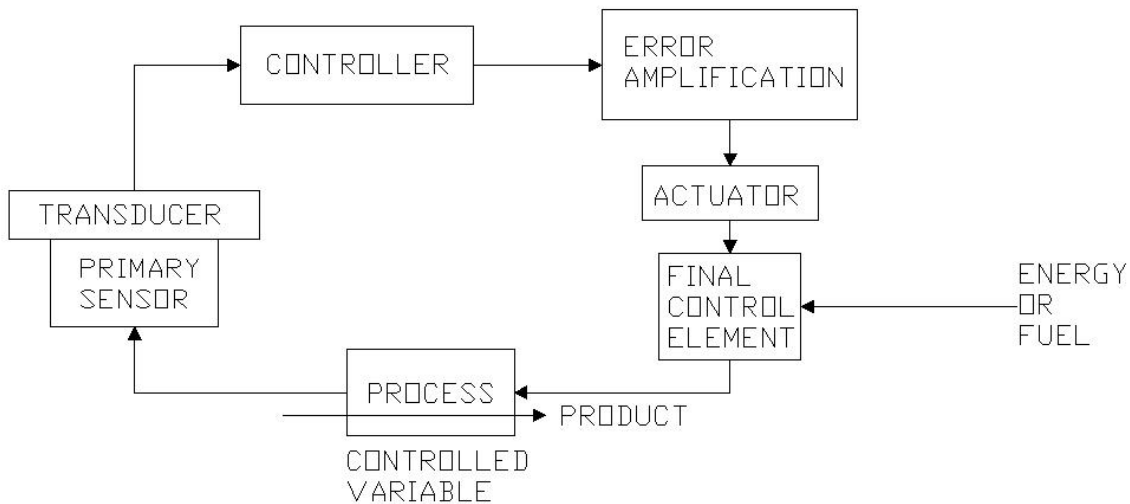 CONTROLLER
ERROR
AMPLIFICATION
ACTUATOR
TRANSDUCER
PRIMARY
SENSOR
FINAL
CONTROL
ELEMENT
ENERGY
OR
FUEL
PROCESS
PRODUCT
CONTROLLED
VARIABLE